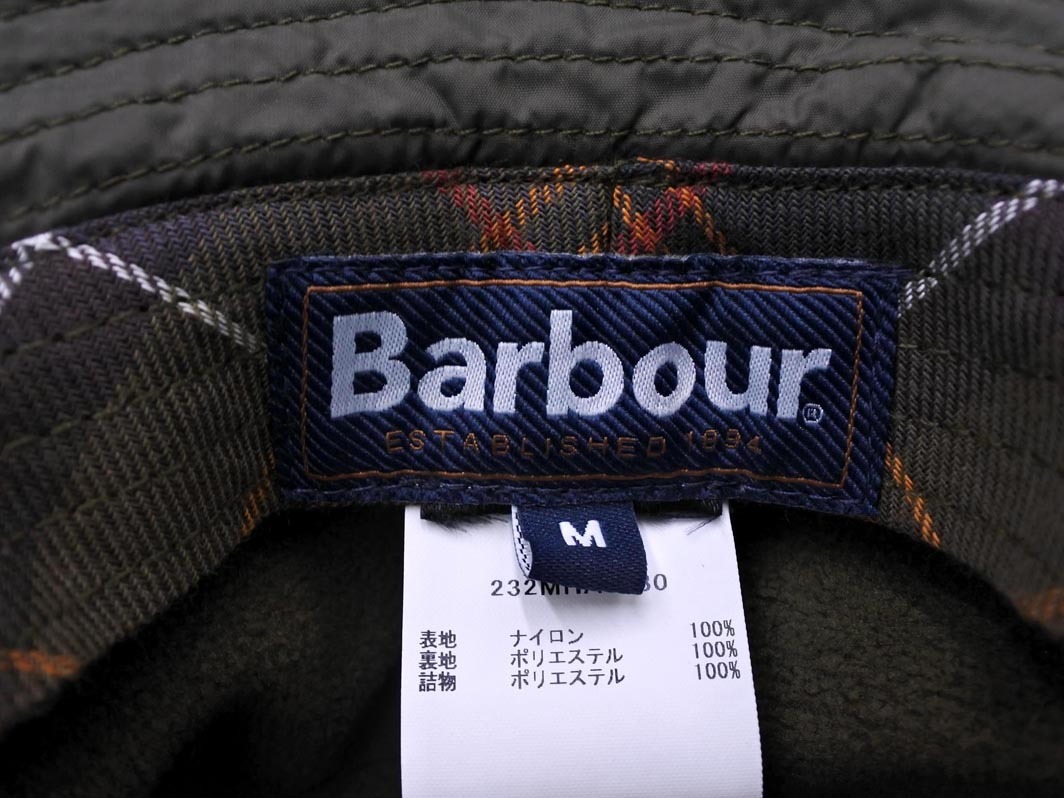 Barbour®
ESTABLISHED 1894
M
表地 ナイロン 100%
裏地 ポリエステル 100%
詰物 ポリエステル 100%